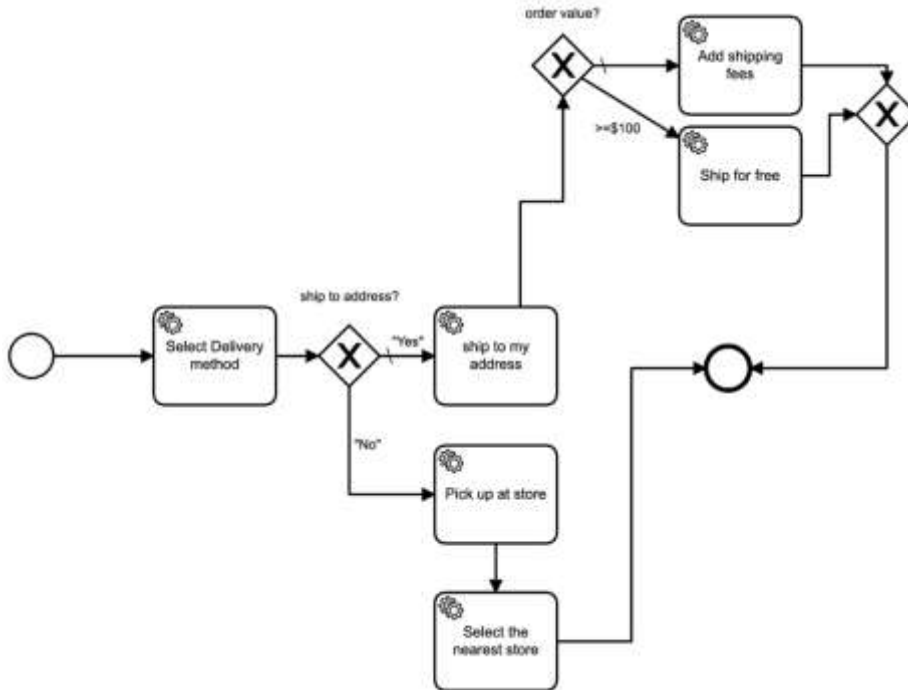 order value?
Add shipping
fees
>=$100
Ship for free
ship to address?
Select Delivery
method
"Yes"
ship to my
address
"No"
Pick up at store
Select the
nearest store